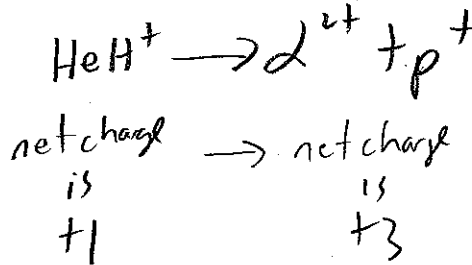 HeH⁺ → α²⁺ + p⁺
net charge → net charge
is is
+1 +3